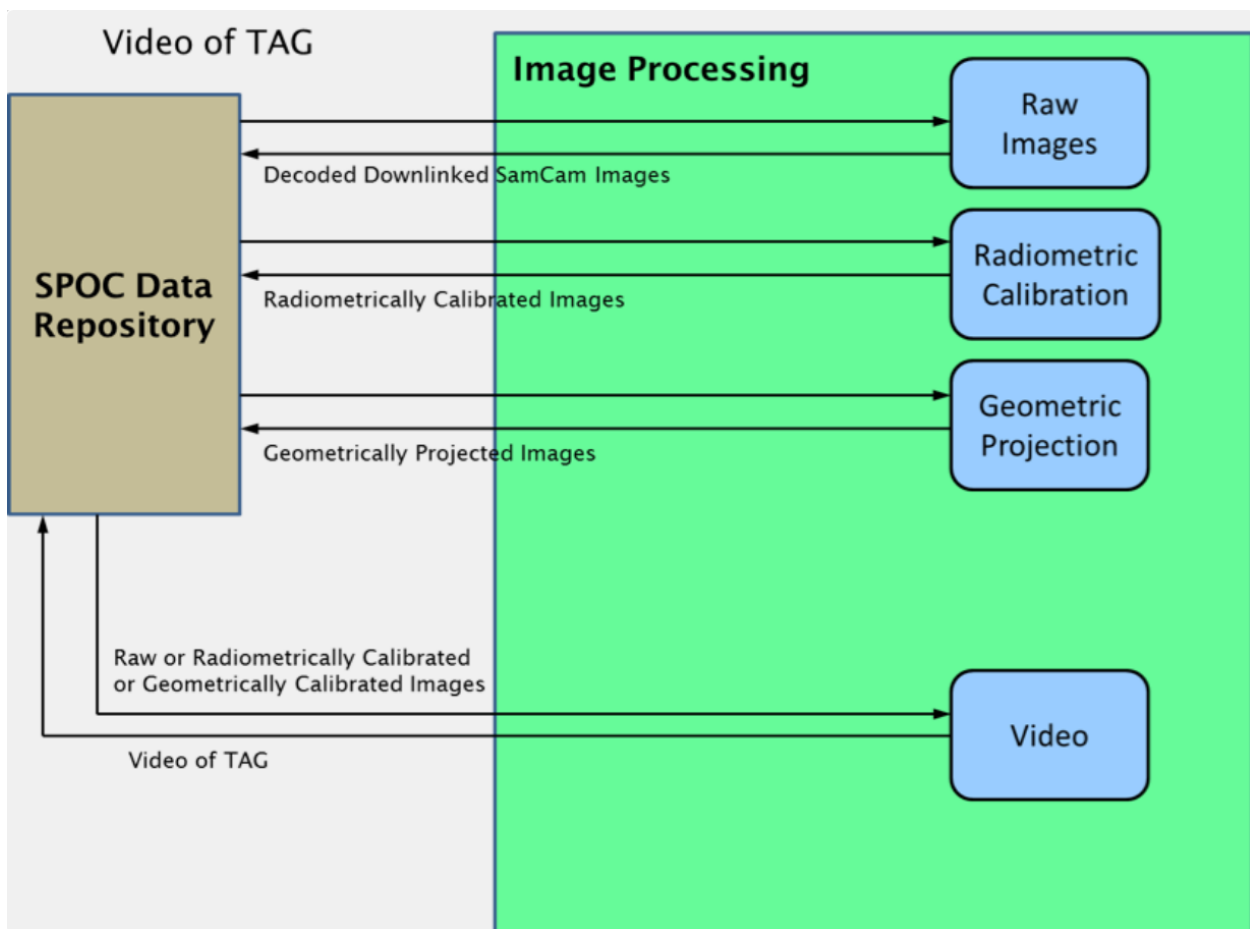 Video of TAG
Image Processing
Raw
Images
Decoded Downlinked SamCam Images
Radiometric
Calibration
SPOC Data
Repository
Radiometrically Calibrated Images
Geometric
Projection
Geometrically Projected Images
Raw or Radiometrically Calibrated
or Geometrically Calibrated Images
Video
Video of TAG